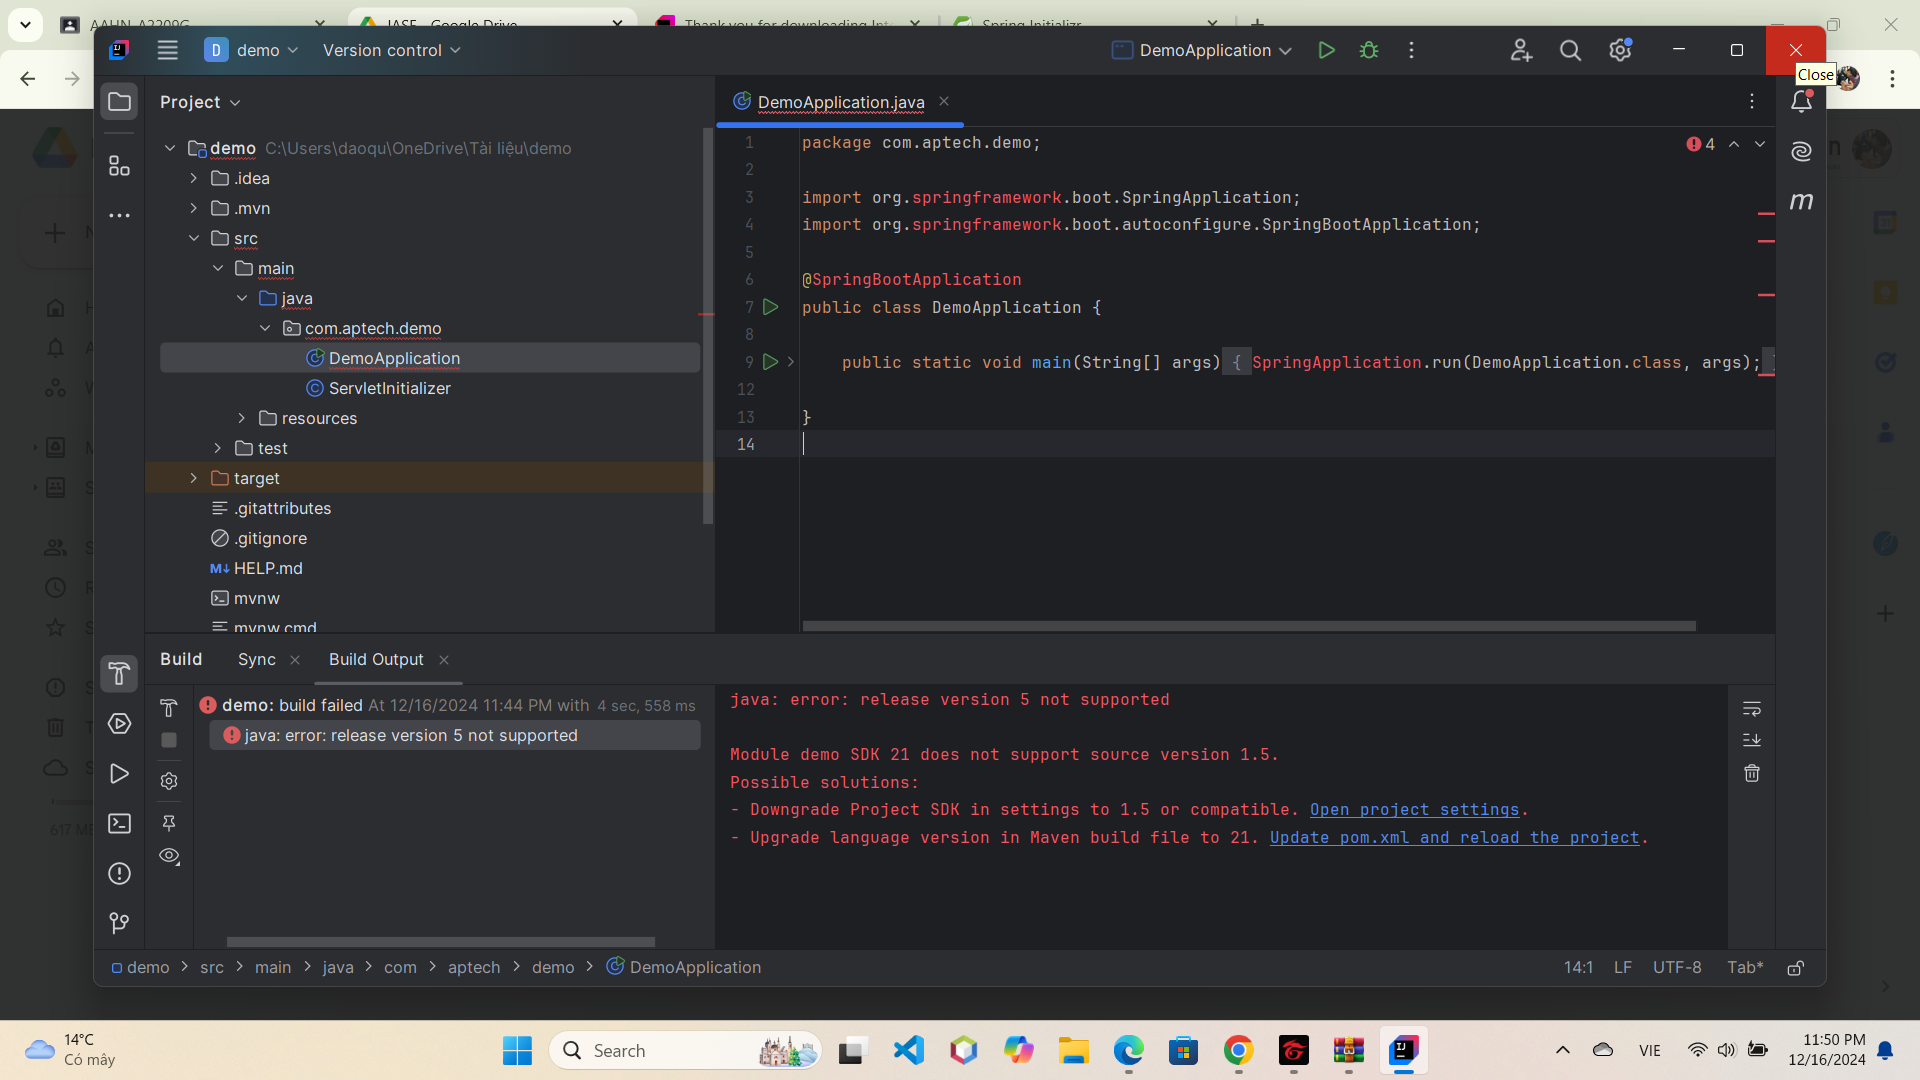 AAHN-A2209G
IASF - Google Drive
Thank you for downloading Inte
Spring Initializr
D demo
Version control
DemoApplication
Close
Project
DemoApplication.java
demo C:\Users\daoqu\OneDrive\Tài liệu\demo
.idea
.mvn
src
main
java
com.aptech.demo
DemoApplication
ServletInitializer
resources
test
target
.gitattributes
.gitignore
M↓ HELP.md
mvnw
mvnw.cmd
4
1 package com.aptech.demo;
2
3 import org.springframework.boot.SpringApplication;
4 import org.springframework.boot.autoconfigure.SpringBootApplication;
5
6 @SpringBootApplication
7 public class DemoApplication {
8
9 public static void main(String[] args) { SpringApplication.run(DemoApplication.class, args); }
12
13 }
14
m
Build
Sync
Build Output
demo: build failed At 12/16/2024 11:44 PM with 4 sec, 558 ms
java: error: release version 5 not supported
java: error: release version 5 not supported
Module demo SDK 21 does not support source version 1.5.
Possible solutions:
- Downgrade Project SDK in settings to 1.5 or compatible. Open project settings.
- Upgrade language version in Maven build file to 21. Update pom.xml and reload the project.
617 MB
demo > src > main > java > com > aptech > demo > DemoApplication
14:1 LF UTF-8 Tab*
14°C
Có mây
Search
VIE
11:50 PM
12/16/2024